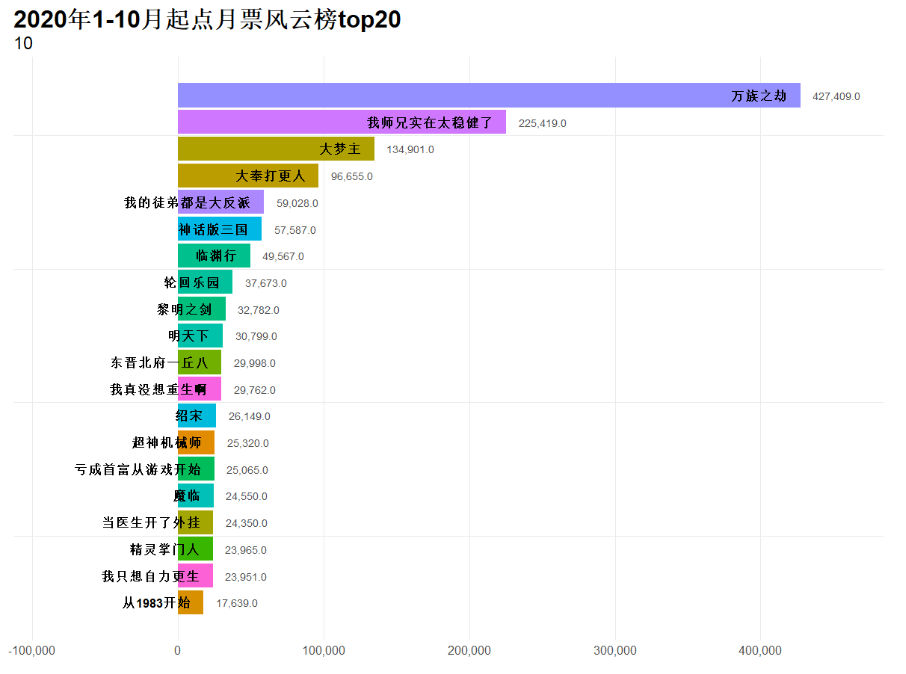 2020年1-10月起点月票风云榜top20
10
万族之劫 427,409.0
我师兄实在太稳健了 225,419.0
大梦主 134,901.0
大奉打更人 96,655.0
我的徒弟都是大反派 59,028.0
神话版三国 57,587.0
临渊行 49,567.0
轮回乐园 37,673.0
黎明之剑 32,782.0
明天下 30,799.0
东晋北府一丘八 29,998.0
我真没想重生啊 29,762.0
绍宋 26,149.0
超神机械师 25,320.0
亏成首富从游戏开始 25,065.0
魔临 24,550.0
当医生开了外挂 24,350.0
精灵掌门人 23,965.0
我只想自力更生 23,951.0
从1983开始 17,639.0
-100,000 0 100,000 200,000 300,000 400,000